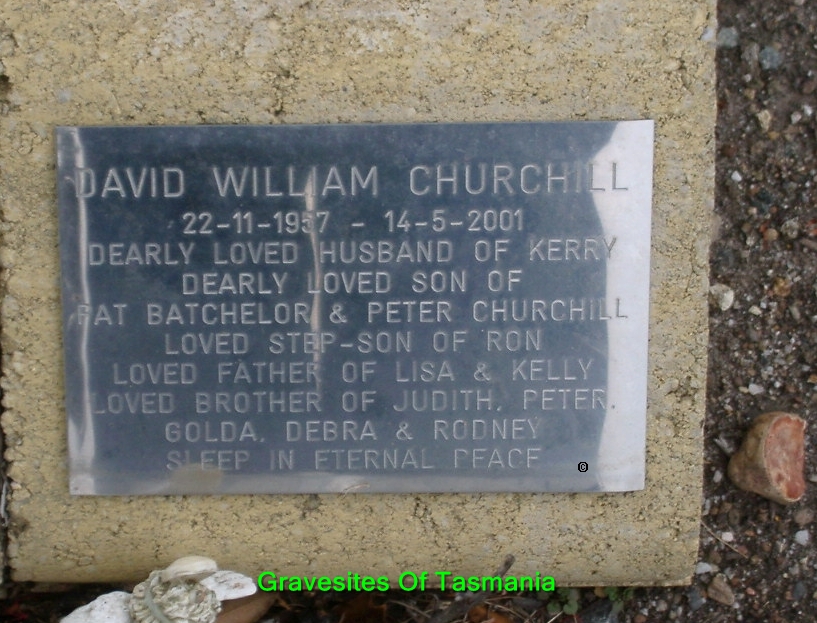 DAVID WILLIAM CHURCHILL
22-11-1957 - 14-5-2001
DEARLY LOVED HUSBAND OF KERRY
DEARLY LOVED SON OF
PAT BATCHELOR & PETER CHURCHILL
LOVED STEP-SON OF RON
LOVED FATHER OF LISA & KELLY
LOVED BROTHER OF JUDITH, PETER,
GOLDA, DEBRA & RODNEY
SLEEP IN ETERNAL PEACE
©
Gravesites Of Tasmania